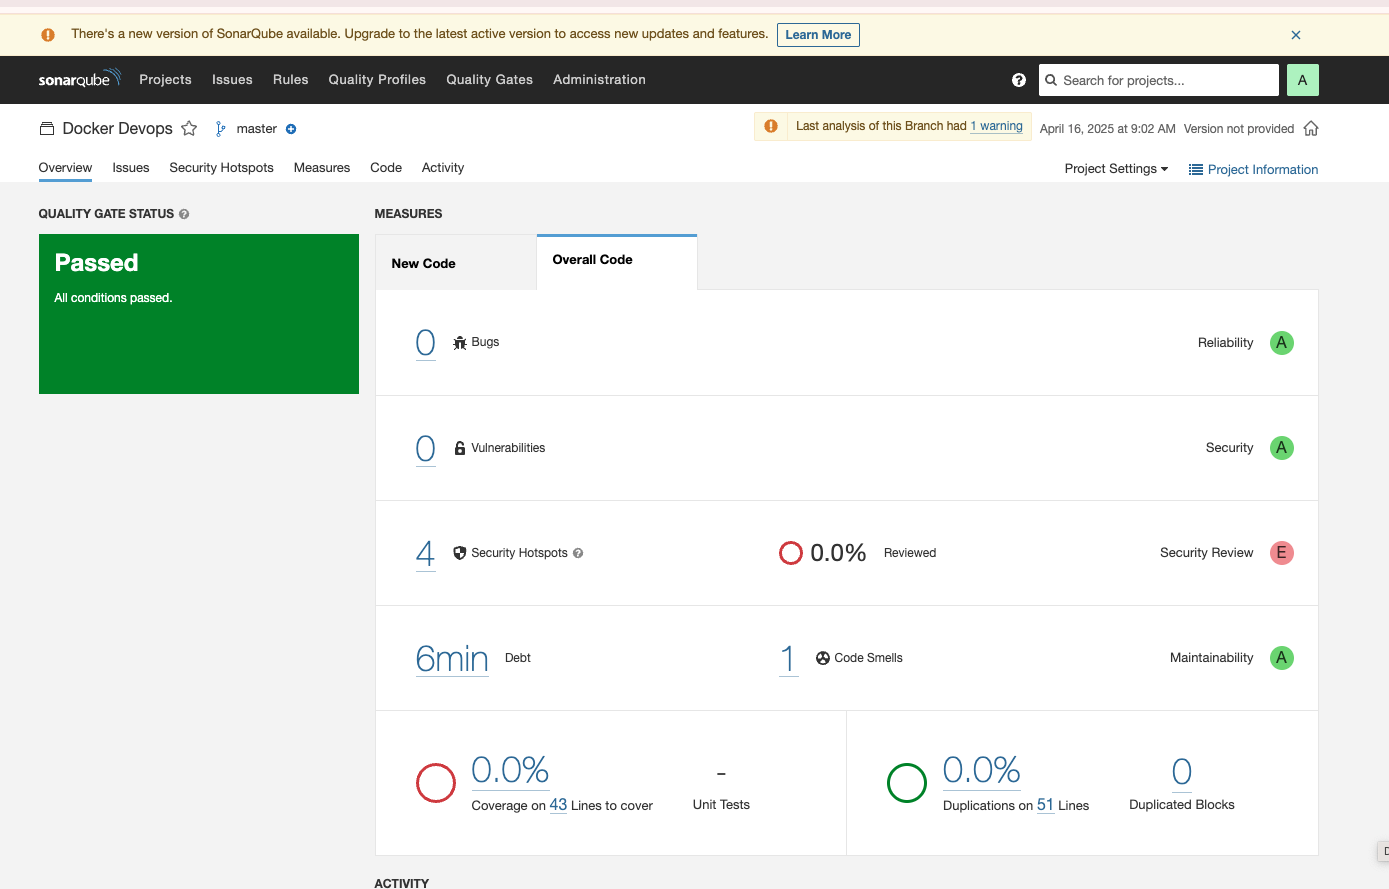 There's a new version of SonarQube available. Upgrade to the latest active version to access new updates and features. Learn More
sonarqube Projects Issues Rules Quality Profiles Quality Gates Administration Search for projects... A
Docker Devops master Last analysis of this Branch had 1 warning April 16, 2025 at 9:02 AM Version not provided
Overview Issues Security Hotspots Measures Code Activity Project Settings Project Information
QUALITY GATE STATUS
Passed
All conditions passed.
MEASURES
New Code Overall Code
0 Bugs Reliability A
0 Vulnerabilities Security A
4 Security Hotspots 0.0% Reviewed Security Review E
6min Debt 1 Code Smells Maintainability A
0.0% - 0.0% 0
Coverage on 43 Lines to cover Unit Tests Duplications on 51 Lines Duplicated Blocks
ACTIVITY